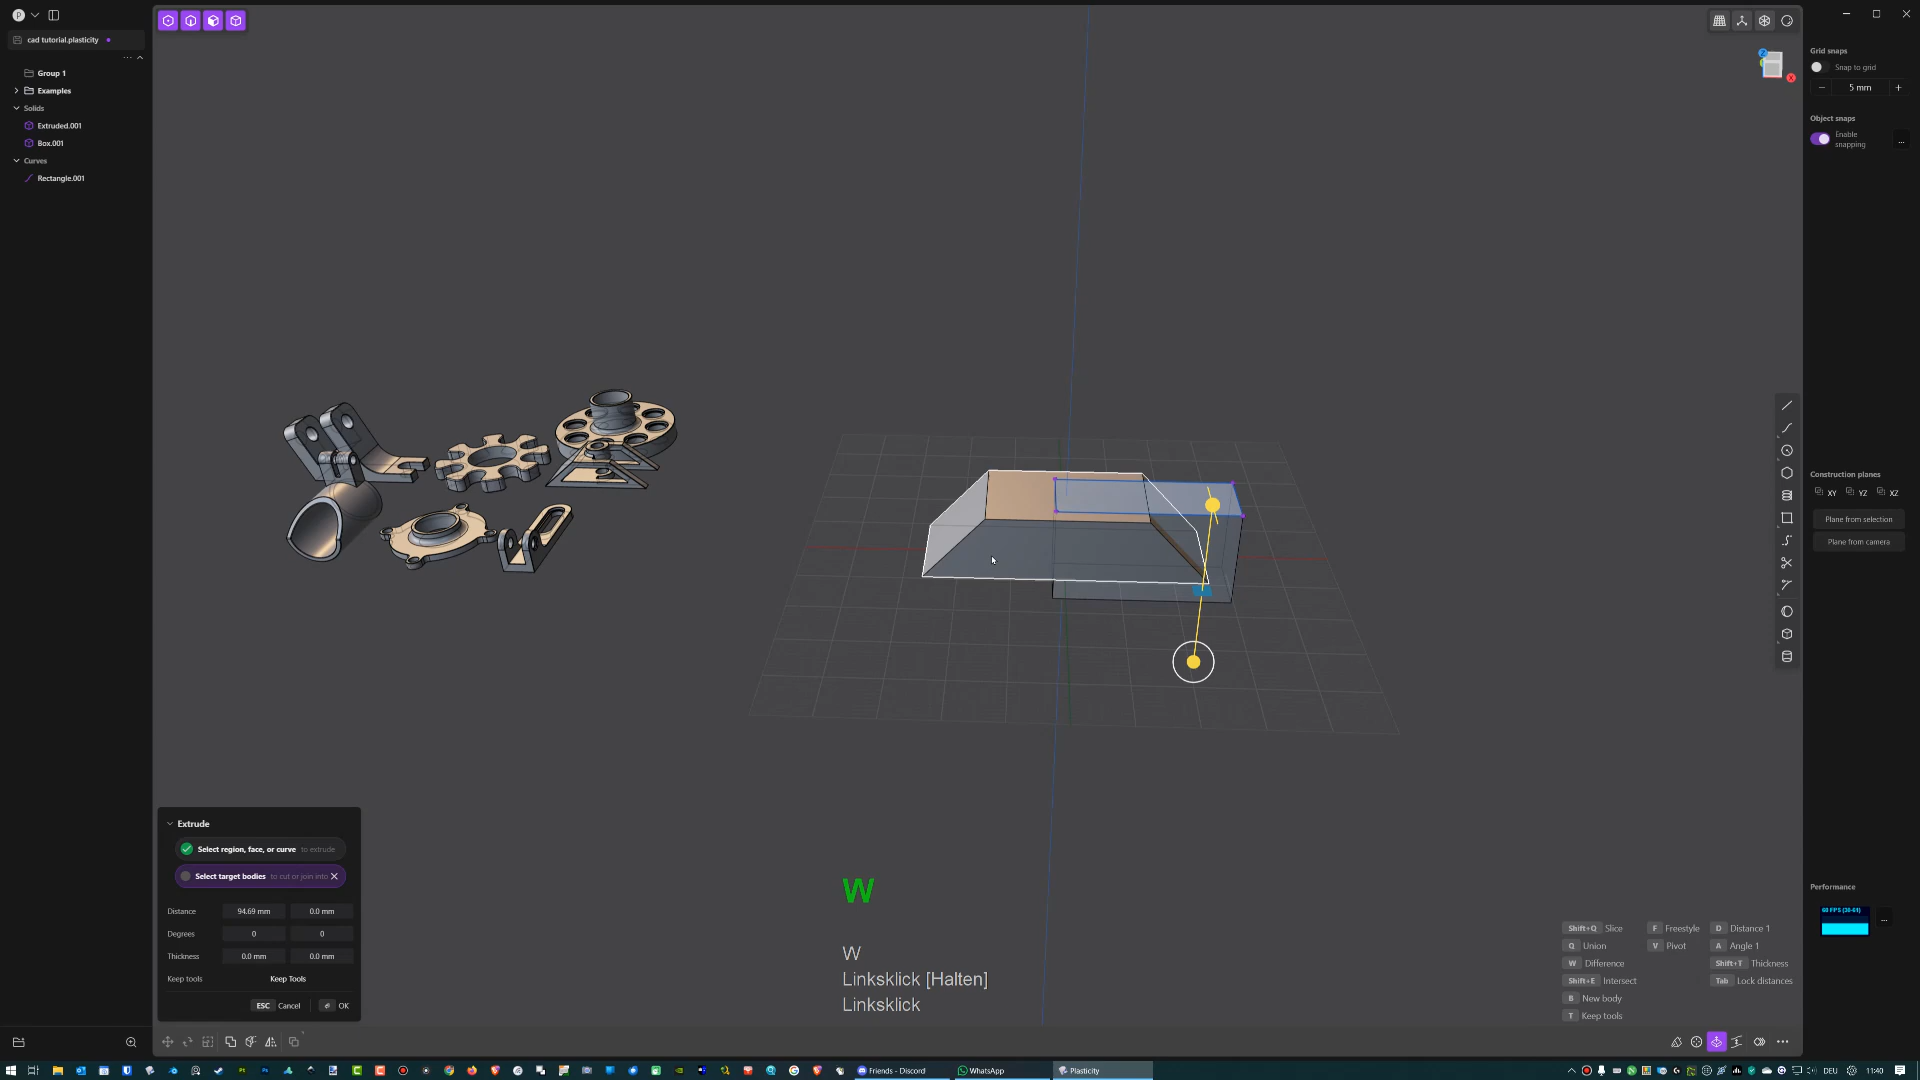 cad tutorial.plasticity
...
Group 1
Examples
Solids
Extruded.001
Box.001
Curves
Rectangle.001
Grid snaps
Snap to grid
5 mm
Object snaps
Enable
snapping
...
Construction planes
XY YZ XZ
Plane from selection
Plane from camera
Performance
60 FPS
...
Extrude
Select region, face, or curve to extrude
Select target bodies to cut or join into
Distance 94.69 mm 0.0 mm
Degrees 0 0
Thickness 0.0 mm 0.0 mm
Keep tools Keep Tools
ESC Cancel OK
W
W
Linksklick [Halten]
Linksklick
Shift+Q Slice F Freestyle D Distance 1
Q Union V Pivot A Angle 1
W Difference Shift+T Thickness
Shift+E Intersect Tab Lock distances
B New body
T Keep tools
Friends - Discord WhatsApp Plasticity DEU 11:40